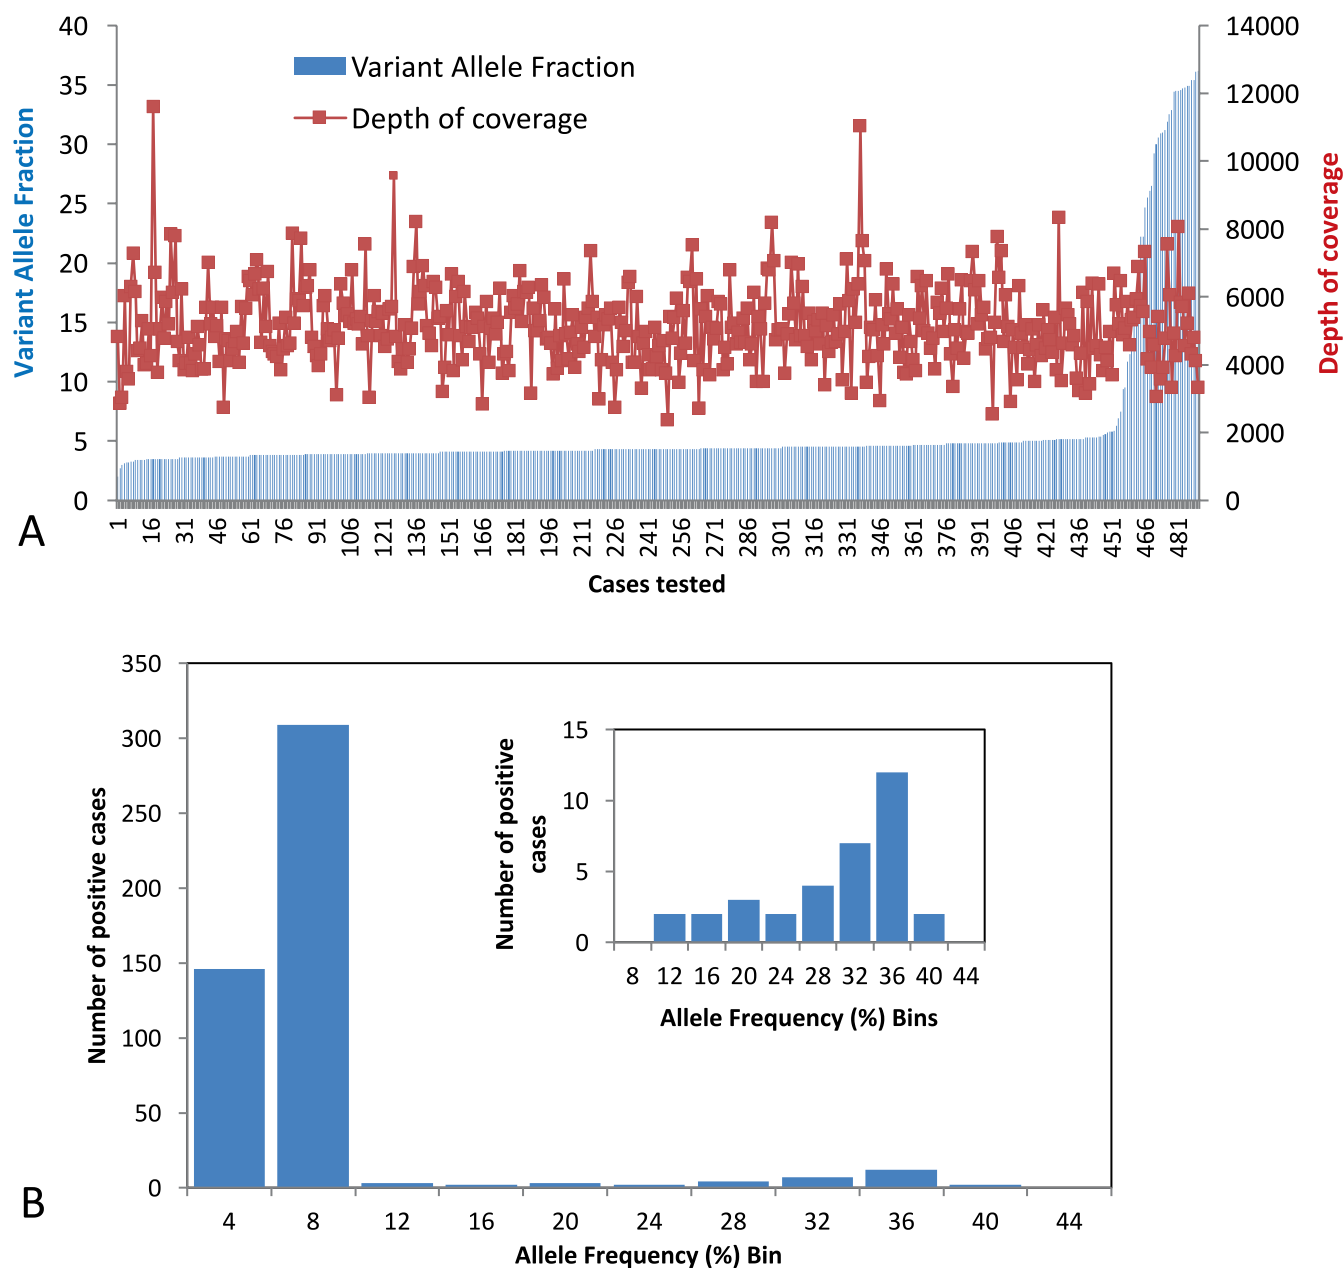 40
35
30
25
20
15
10
5
0
Variant Allele Fraction
Variant Allele Fraction
Depth of coverage
14000
12000
10000
8000
6000
4000
2000
0
Depth of coverage
1 16 31 46 61 76 91 106 121 136 151 166 181 196 211 226 241 256 271 286 301 316 331 346 361 376 391 406 421 436 451 466 481
Cases tested
A
350
300
250
200
150
100
50
0
Number of positive cases
15
10
5
0
Number of positive
cases
8 12 16 20 24 28 32 36 40 44
Allele Frequency (%) Bins
4 8 12 16 20 24 28 32 36 40 44
Allele Frequency (%) Bin
B